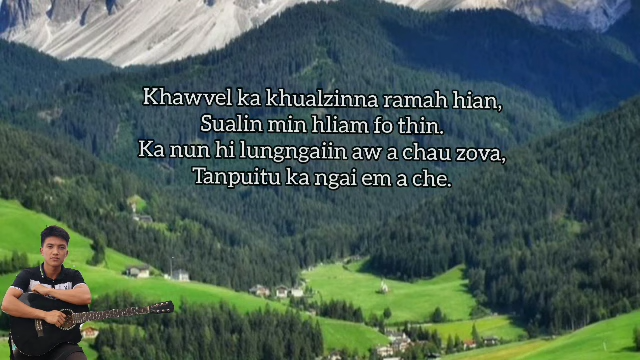 Khawvel ka khualzinna ramah hian,
Sualin min hliam fo thin.
Ka nun hi lungngaiin aw a chau zova,
Tanpuitu ka ngai em a che.